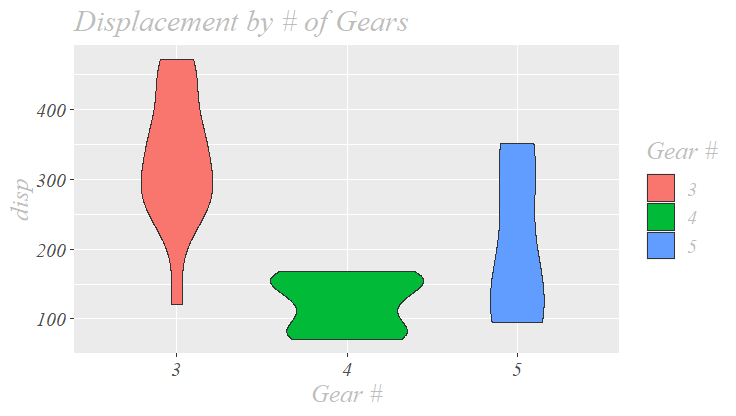 Displacement by # of Gears
400
300
200
100
disp
3
4
5
Gear #
Gear #
3
4
5